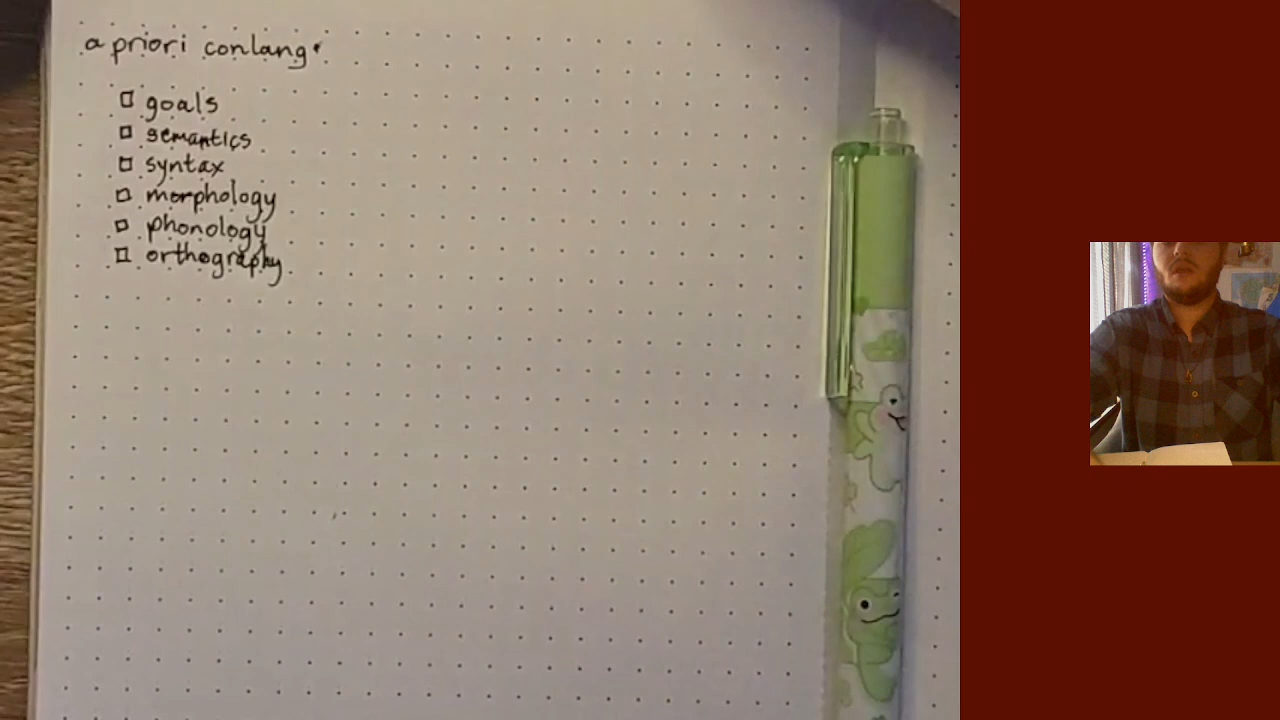 a priori conlang.
goals
semantics
syntax
morphology
phonology
orthography